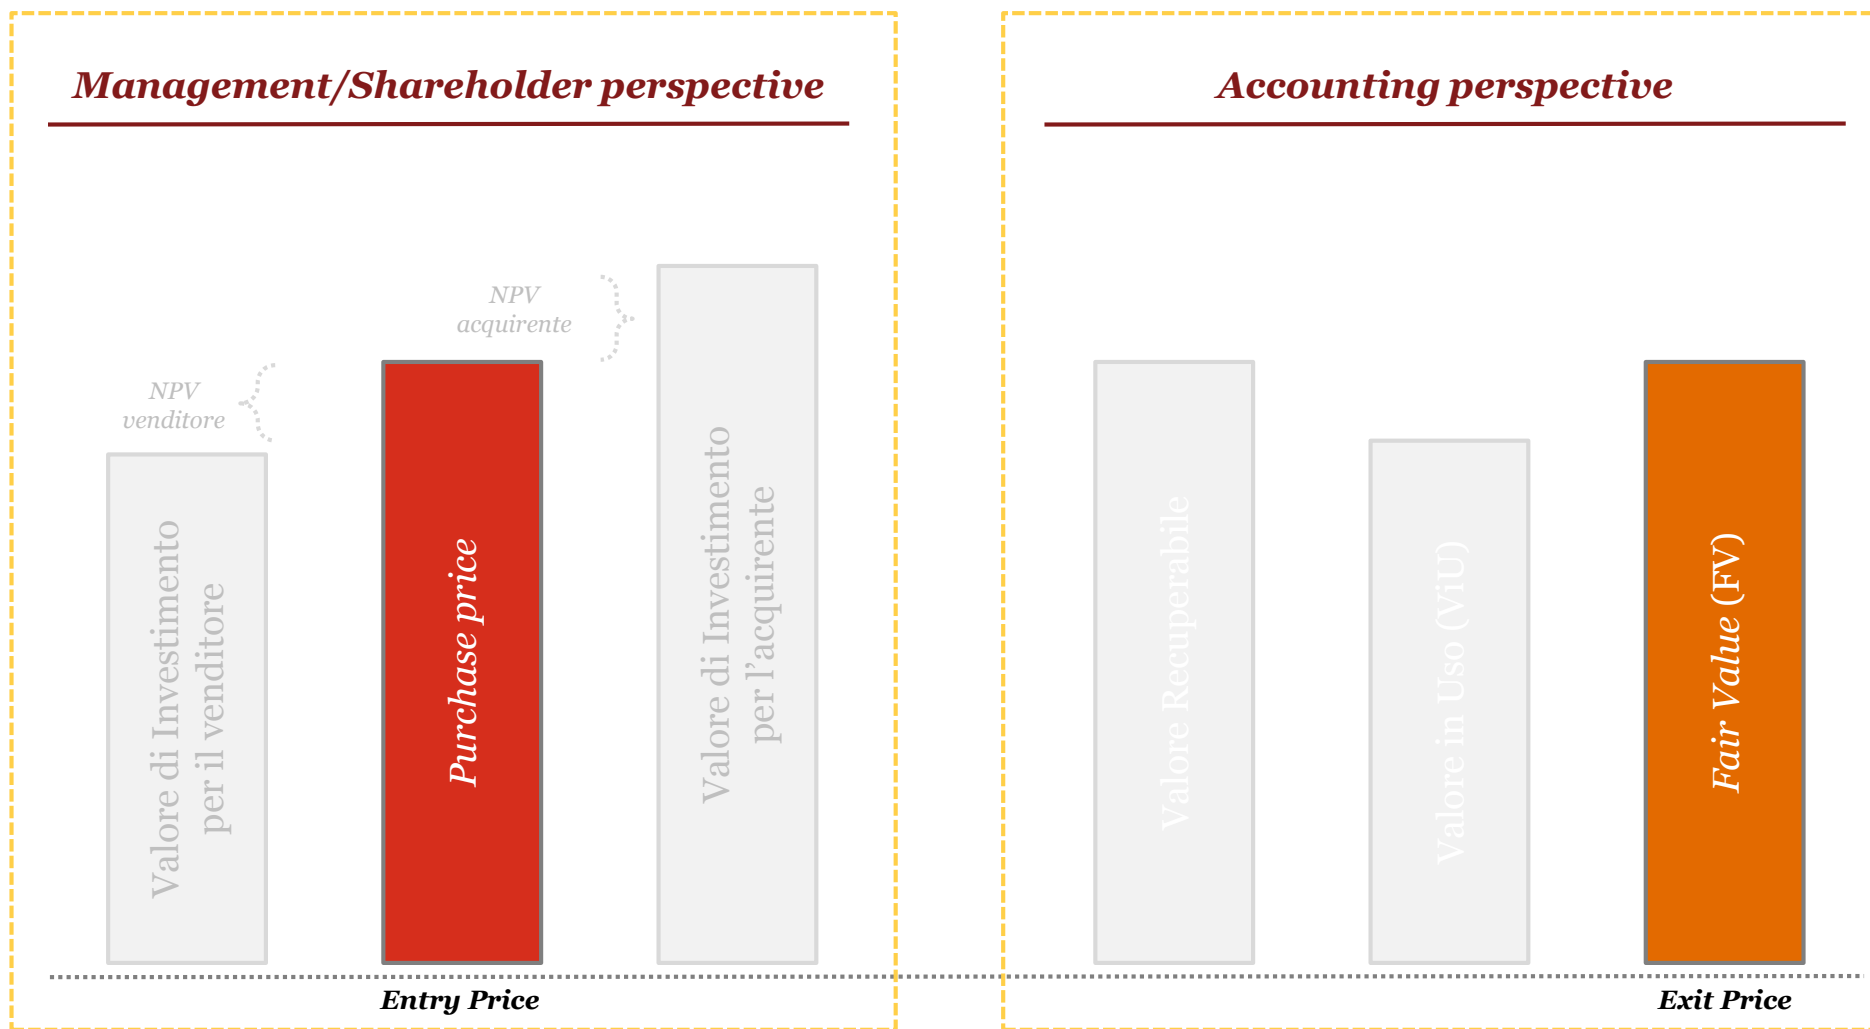 Management/Shareholder perspective
NPV
venditore
NPV
acquirente
Valore di Investimento
per il venditore
Purchase price
Valore di Investimento
per l’acquirente
Entry Price
Accounting perspective
Valore Recuperabile
Valore in Uso (ViU)
Fair Value (FV)
Exit Price